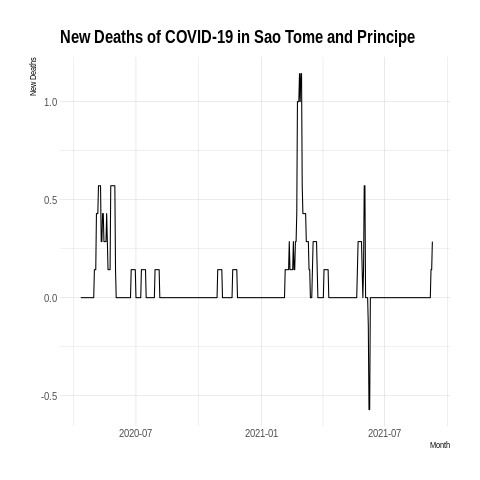 New Deaths of COVID-19 in Sao Tome and Principe
New Deaths
1.0
0.5
0.0
-0.5
2020-07
2021-01
2021-07
Month